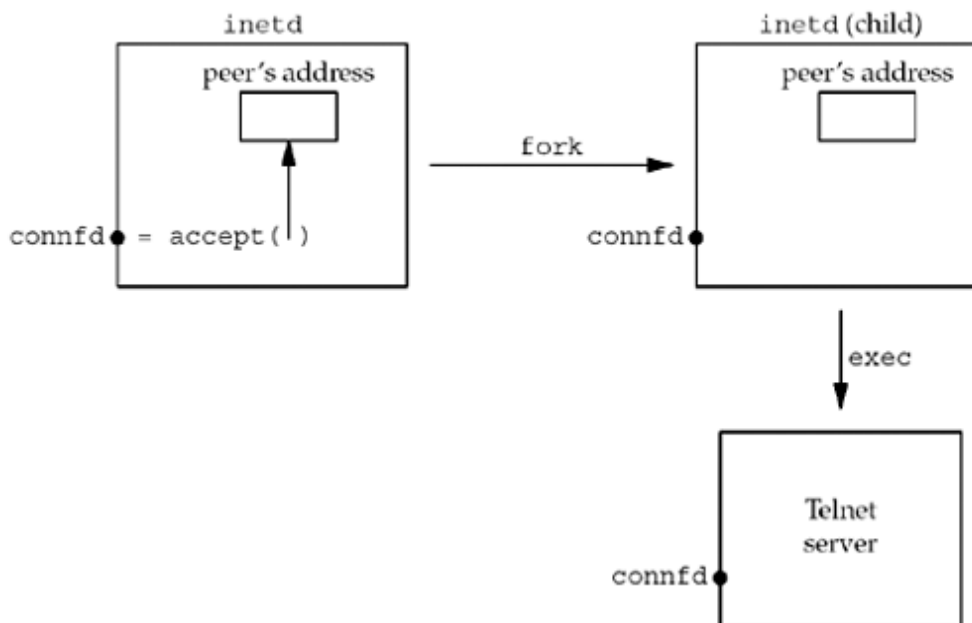 inetd
peer's address
connfd = accept( )
fork
inetd (child)
peer's address
connfd
exec
Telnet
server
connfd